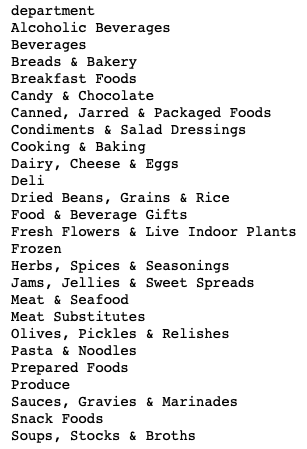 department
Alcoholic Beverages
Beverages
Breads & Bakery
Breakfast Foods
Candy & Chocolate
Canned, Jarred & Packaged Foods
Condiments & Salad Dressings
Cooking & Baking
Dairy, Cheese & Eggs
Deli
Dried Beans, Grains & Rice
Food & Beverage Gifts
Fresh Flowers & Live Indoor Plants
Frozen
Herbs, Spices & Seasonings
Jams, Jellies & Sweet Spreads
Meat & Seafood
Meat Substitutes
Olives, Pickles & Relishes
Pasta & Noodles
Prepared Foods
Produce
Sauces, Gravies & Marinades
Snack Foods
Soups, Stocks & Broths